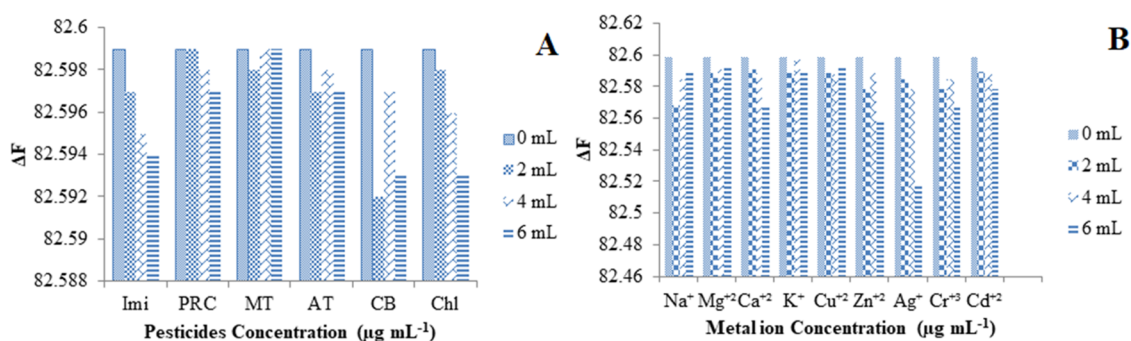 A
82.6
82.598
82.596
82.594
82.592
82.59
82.588
ΔF
Imi PRC MT AT CB Chl
Pesticides Concentration (µg mL⁻¹)
0 mL
2 mL
4 mL
6 mL
B
82.62
82.6
82.58
82.56
82.54
82.52
82.5
82.48
82.46
ΔF
Na⁺ Mg⁺² Ca⁺² K⁺ Cu⁺² Zn⁺² Ag⁺ Cr⁺³ Cd⁺²
Metal ion Concentration (µg mL⁻¹)
0 mL
2 mL
4 mL
6 mL